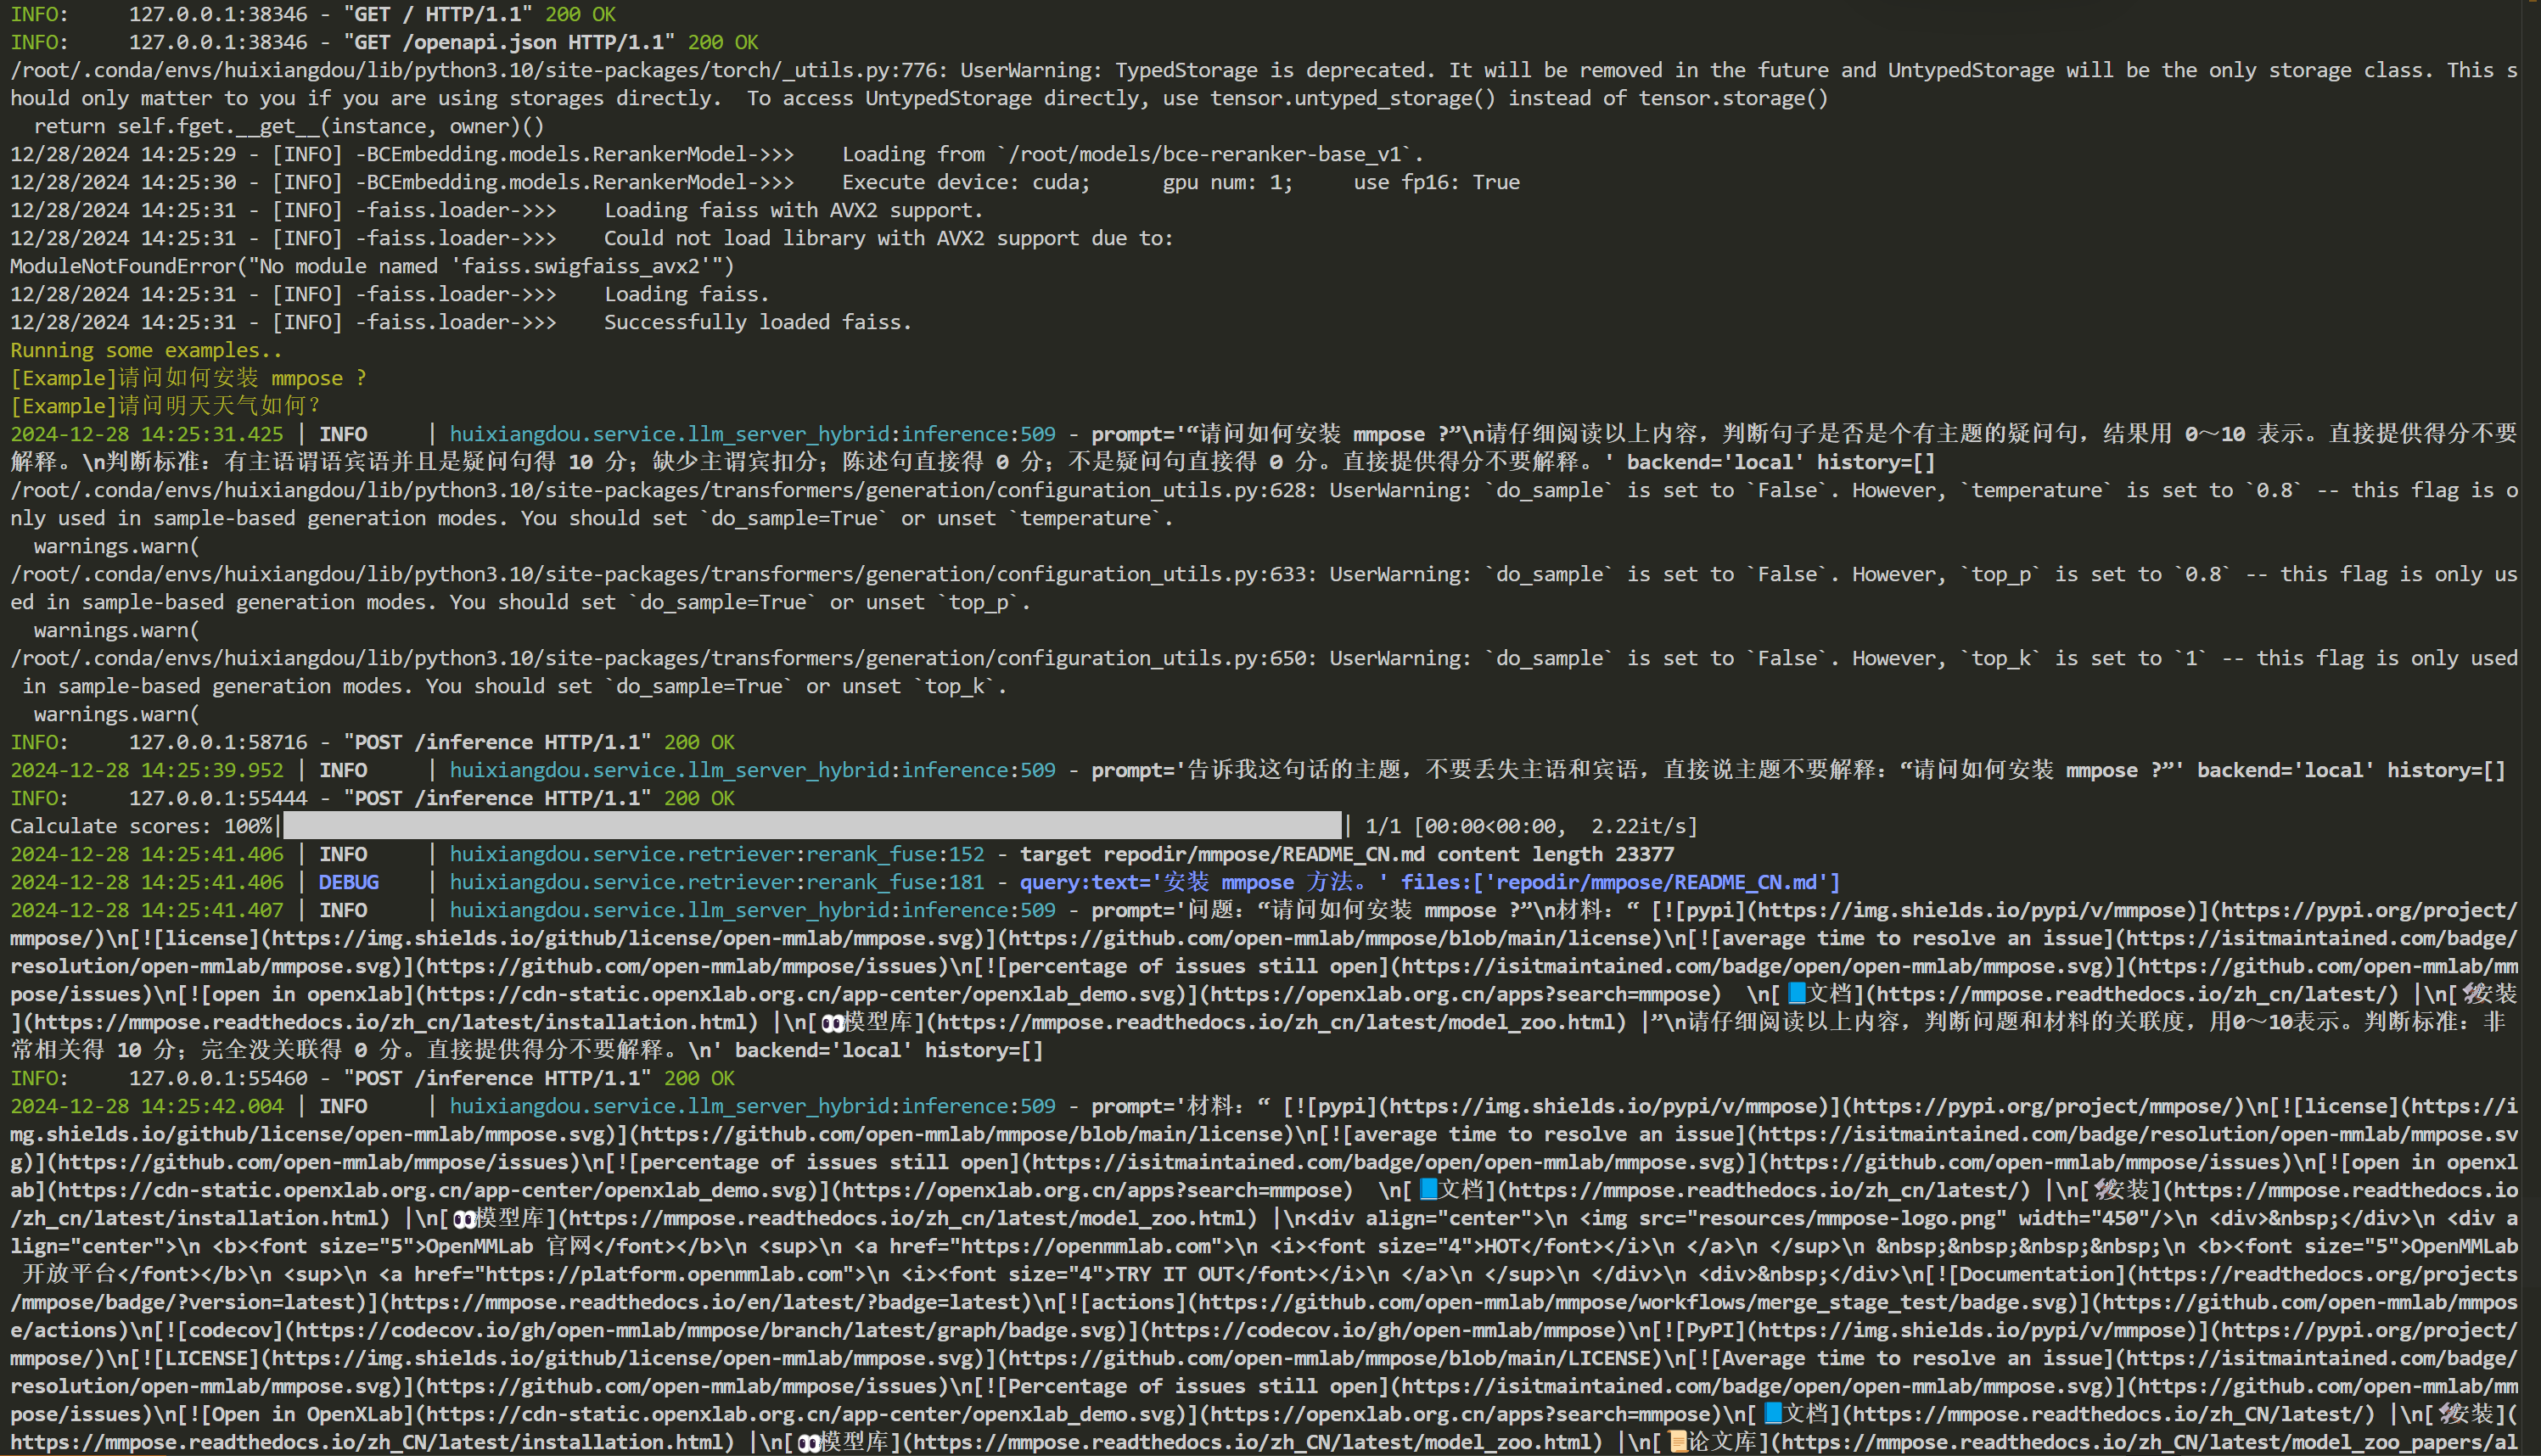 INFO:     127.0.0.1:38346 - "GET / HTTP/1.1" 200 OK
INFO:     127.0.0.1:38346 - "GET /openapi.json HTTP/1.1" 200 OK
/root/.conda/envs/huixiangdou/lib/python3.10/site-packages/torch/_utils.py:776: UserWarning: TypedStorage is deprecated. It will be removed in the future and UntypedStorage will be the only storage class. This s
hould only matter to you if you are using storages directly.  To access UntypedStorage directly, use tensor.untyped_storage() instead of tensor.storage()
  return self.fget.__get__(instance, owner)()
12/28/2024 14:25:29 - [INFO] -BCEmbedding.models.RerankerModel->>>    Loading from `/root/models/bce-reranker-base_v1`.
12/28/2024 14:25:30 - [INFO] -BCEmbedding.models.RerankerModel->>>    Execute device: cuda;      gpu num: 1;     use fp16: True
12/28/2024 14:25:31 - [INFO] -faiss.loader->>>    Loading faiss with AVX2 support.
12/28/2024 14:25:31 - [INFO] -faiss.loader->>>    Could not load library with AVX2 support due to:
ModuleNotFoundError("No module named 'faiss.swigfaiss_avx2'")
12/28/2024 14:25:31 - [INFO] -faiss.loader->>>    Loading faiss.
12/28/2024 14:25:31 - [INFO] -faiss.loader->>>    Successfully loaded faiss.
Running some examples..
[Example]请问如何安装 mmpose ?
[Example]请问明天天气如何?
2024-12-28 14:25:31.425 | INFO     | huixiangdou.service.llm_server_hybrid:inference:509 - prompt='“请问如何安装 mmpose ?”\n请仔细阅读以上内容，判断句子是否是个有主题的疑问句，结果用 0～10 表示。直接提供得分不要
解释。\n判断标准：有主语谓语宾语并且是疑问句得 10 分；缺少主谓宾扣分；陈述句直接得 0 分；不是疑问句直接得 0 分。直接提供得分不要解释。' backend='local' history=[]
/root/.conda/envs/huixiangdou/lib/python3.10/site-packages/transformers/generation/configuration_utils.py:628: UserWarning: `do_sample` is set to `False`. However, `temperature` is set to `0.8` -- this flag is o
nly used in sample-based generation modes. You should set `do_sample=True` or unset `temperature`.
  warnings.warn(
/root/.conda/envs/huixiangdou/lib/python3.10/site-packages/transformers/generation/configuration_utils.py:633: UserWarning: `do_sample` is set to `False`. However, `top_p` is set to `0.8` -- this flag is only us
ed in sample-based generation modes. You should set `do_sample=True` or unset `top_p`.
  warnings.warn(
/root/.conda/envs/huixiangdou/lib/python3.10/site-packages/transformers/generation/configuration_utils.py:650: UserWarning: `do_sample` is set to `False`. However, `top_k` is set to `1` -- this flag is only used
 in sample-based generation modes. You should set `do_sample=True` or unset `top_k`.
  warnings.warn(
INFO:     127.0.0.1:58716 - "POST /inference HTTP/1.1" 200 OK
2024-12-28 14:25:39.952 | INFO     | huixiangdou.service.llm_server_hybrid:inference:509 - prompt='告诉我这句话的主题，不要丢失主语和宾语，直接说主题不要解释：“请问如何安装 mmpose ?”' backend='local' history=[]
INFO:     127.0.0.1:55444 - "POST /inference HTTP/1.1" 200 OK
Calculate scores: 100%|█████████| 1/1 [00:00<00:00,  2.22it/s]
2024-12-28 14:25:41.406 | INFO     | huixiangdou.service.retriever:rerank_fuse:152 - target repodir/mmpose/README_CN.md content length 23377
2024-12-28 14:25:41.406 | DEBUG    | huixiangdou.service.retriever:rerank_fuse:181 - query:text='安装 mmpose 方法。' files:['repodir/mmpose/README_CN.md']
2024-12-28 14:25:41.407 | INFO     | huixiangdou.service.llm_server_hybrid:inference:509 - prompt='问题：“请问如何安装 mmpose ?”\n材料：“ [![pypi](https://img.shields.io/pypi/v/mmpose)](https://pypi.org/project/
mmpose/)\n[![license](https://img.shields.io/github/license/open-mmlab/mmpose.svg)](https://github.com/open-mmlab/mmpose/blob/main/license)\n[![average time to resolve an issue](https://isitmaintained.com/badge/
resolution/open-mmlab/mmpose.svg)](https://github.com/open-mmlab/mmpose/issues)\n[![percentage of issues still open](https://isitmaintained.com/badge/open/open-mmlab/mmpose.svg)](https://github.com/open-mmlab/mm
pose/issues)\n[![open in openxlab](https://cdn-static.openxlab.org.cn/app-center/openxlab_demo.svg)](https://openxlab.org.cn/apps?search=mmpose)  \n[📘文档](https://mmpose.readthedocs.io/zh_cn/latest/) |\n[🛠️安装
](https://mmpose.readthedocs.io/zh_cn/latest/installation.html) |\n[👀模型库](https://mmpose.readthedocs.io/zh_cn/latest/model_zoo.html) |”\n请仔细阅读以上内容，判断问题和材料的关联度，用0～10表示。判断标准：非
常相关得 10 分；完全没关联得 0 分。直接提供得分不要解释。\n' backend='local' history=[]
INFO:     127.0.0.1:55460 - "POST /inference HTTP/1.1" 200 OK
2024-12-28 14:25:42.004 | INFO     | huixiangdou.service.llm_server_hybrid:inference:509 - prompt='材料：“ [![pypi](https://img.shields.io/pypi/v/mmpose)](https://pypi.org/project/mmpose/)\n[![license](https://i
mg.shields.io/github/license/open-mmlab/mmpose.svg)](https://github.com/open-mmlab/mmpose/blob/main/license)\n[![average time to resolve an issue](https://isitmaintained.com/badge/resolution/open-mmlab/mmpose.sv
g)](https://github.com/open-mmlab/mmpose/issues)\n[![percentage of issues still open](https://isitmaintained.com/badge/open/open-mmlab/mmpose.svg)](https://github.com/open-mmlab/mmpose/issues)\n[![open in openxl
ab](https://cdn-static.openxlab.org.cn/app-center/openxlab_demo.svg)](https://openxlab.org.cn/apps?search=mmpose)  \n[📘文档](https://mmpose.readthedocs.io/zh_cn/latest/) |\n[🛠️安装](https://mmpose.readthedocs.io
/zh_cn/latest/installation.html) |\n[👀模型库](https://mmpose.readthedocs.io/zh_cn/latest/model_zoo.html) |\n<div align="center">\n <img src="resources/mmpose-logo.png" width="450"/>\n <div>&nbsp;</div>\n <div a
lign="center">\n <b><font size="5">OpenMMLab 官网</font></b>\n <sup>\n <a href="https://openmmlab.com">\n <i><font size="4">HOT</font></i>\n </a>\n </sup>\n &nbsp;&nbsp;&nbsp;&nbsp;\n <b><font size="5">OpenMMLab
 开放平台</font></b>\n <sup>\n <a href="https://platform.openmmlab.com">\n <i><font size="4">TRY IT OUT</font></i>\n </a>\n </sup>\n </div>\n <div>&nbsp;</div>\n[![Documentation](https://readthedocs.org/projects
/mmpose/badge/?version=latest)](https://mmpose.readthedocs.io/en/latest/?badge=latest)\n[![actions](https://github.com/open-mmlab/mmpose/workflows/merge_stage_test/badge.svg)](https://github.com/open-mmlab/mmpos
e/actions)\n[![codecov](https://codecov.io/gh/open-mmlab/mmpose/branch/latest/graph/badge.svg)](https://codecov.io/gh/open-mmlab/mmpose)\n[![PyPI](https://img.shields.io/pypi/v/mmpose)](https://pypi.org/project/
mmpose/)\n[![LICENSE](https://img.shields.io/github/license/open-mmlab/mmpose.svg)](https://github.com/open-mmlab/mmpose/blob/main/LICENSE)\n[![Average time to resolve an issue](https://isitmaintained.com/badge/
resolution/open-mmlab/mmpose.svg)](https://github.com/open-mmlab/mmpose/issues)\n[![Percentage of issues still open](https://isitmaintained.com/badge/open/open-mmlab/mmpose.svg)](https://github.com/open-mmlab/mm
pose/issues)\n[![Open in OpenXLab](https://cdn-static.openxlab.org.cn/app-center/openxlab_demo.svg)](https://openxlab.org.cn/apps?search=mmpose)\n[📘文档](https://mmpose.readthedocs.io/zh_CN/latest/) |\n[🛠️安装](
https://mmpose.readthedocs.io/zh_CN/latest/installation.html) |\n[👀模型库](https://mmpose.readthedocs.io/zh_CN/latest/model_zoo.html) |\n[📜论文库](https://mmpose.readthedocs.io/zh_CN/latest/model_zoo_papers/al